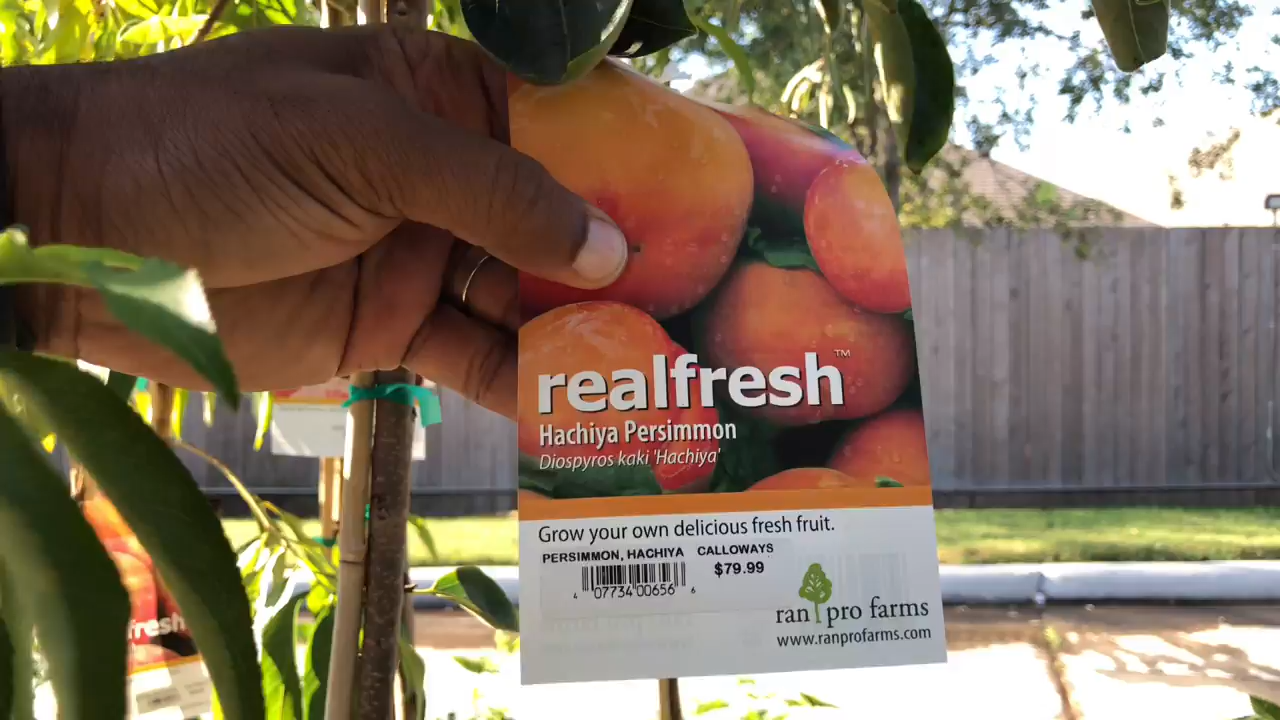 realfresh™
Hachiya Persimmon
Diospyros kaki 'Hachiya'
Grow your own delicious fresh fruit.
PERSIMMON, HACHIYA CALLOWAYS
$79.99
4 07734 00656 6
ran pro farms
www.ranprofarms.com
fresh